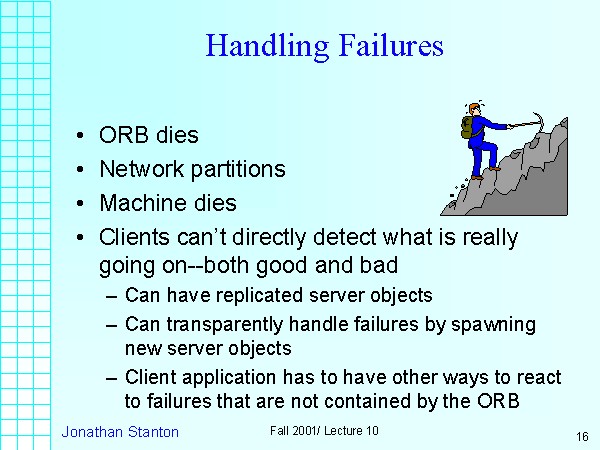 Handling Failures
• ORB dies
• Network partitions
• Machine dies
• Clients can't directly detect what is really
going on--both good and bad
– Can have replicated server objects
– Can transparently handle failures by spawning
new server objects
– Client application has to have other ways to react
to failures that are not contained by the ORB
Jonathan Stanton
Fall 2001/ Lecture 10
16